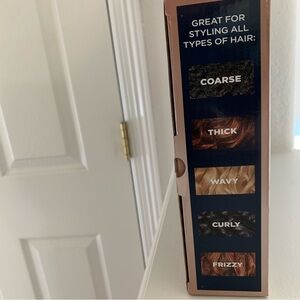 GREAT FOR
STYLING ALL
TYPES OF HAIR:
COARSE
THICK
WAVY
CURLY
FRIZZY